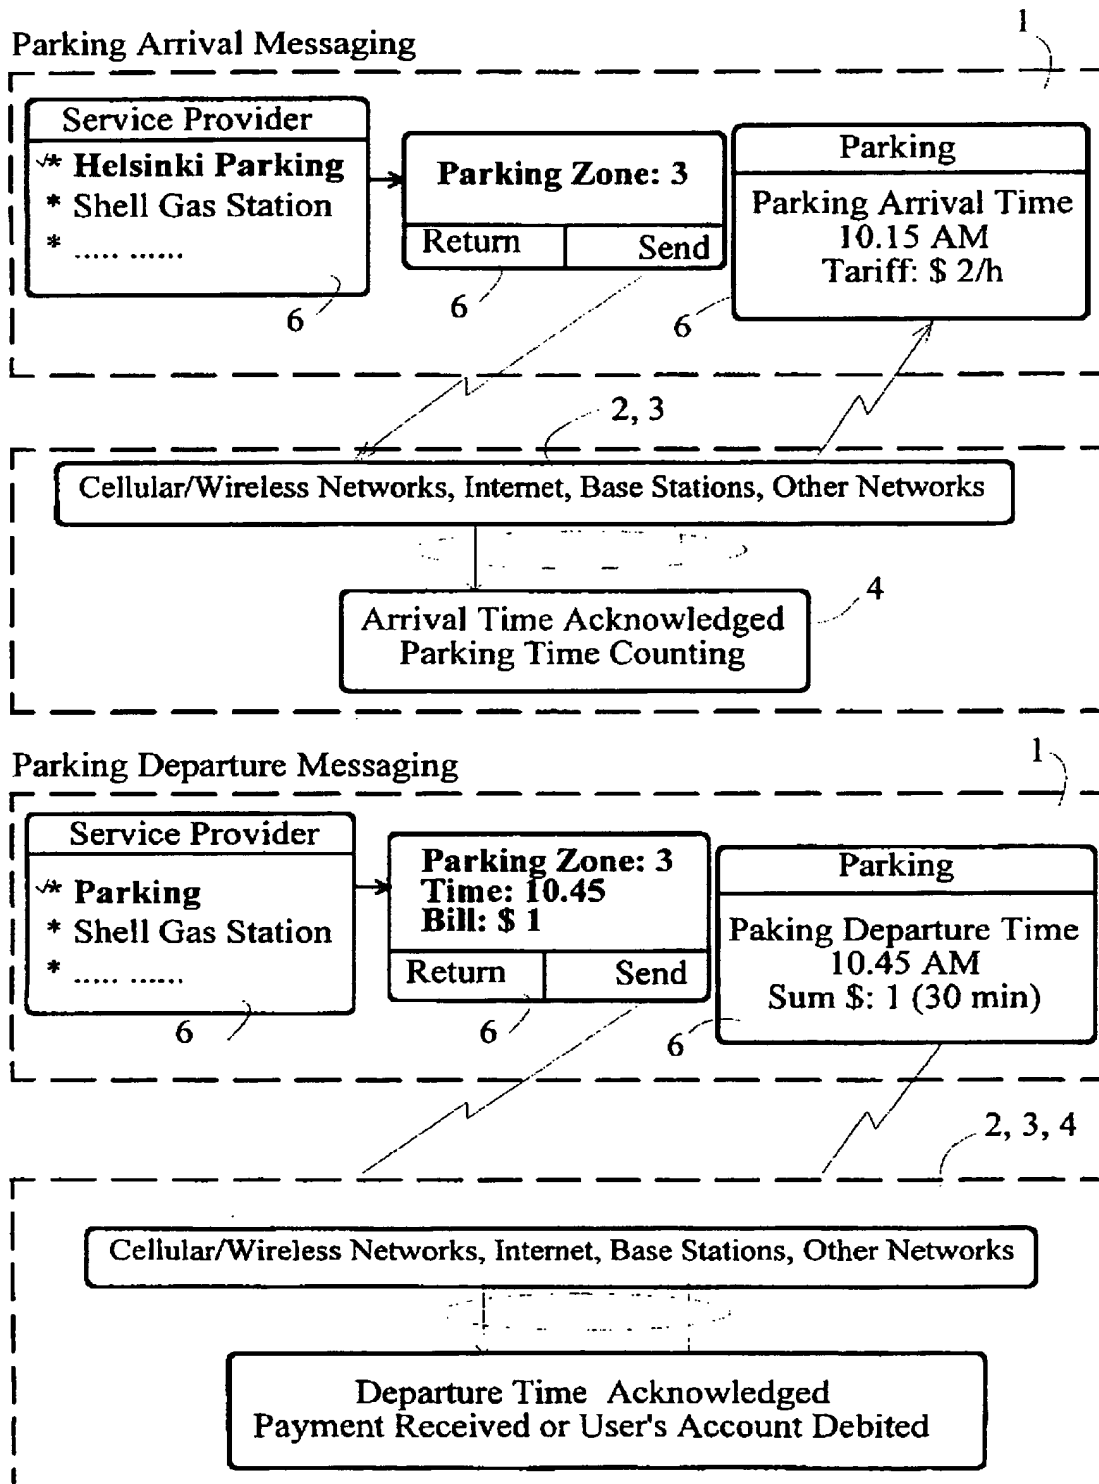 1
Parking Arrival Messaging
Service Provider
* Helsinki Parking
* Shell Gas Station
* ..... ......
6
Parking Zone: 3
Return Send
6
Parking
Parking Arrival Time
10.15 AM
Tariff: $ 2/h
6
2, 3
Cellular/Wireless Networks, Internet, Base Stations, Other Networks
4
Arrival Time Acknowledged
Parking Time Counting
Parking Departure Messaging
1
Service Provider
* Parking
* Shell Gas Station
* ..... ......
6
Parking Zone: 3
Time: 10.45
Bill: $ 1
Return Send
6
Parking
Paking Departure Time
10.45 AM
Sum $: 1 (30 min)
6
2, 3, 4
Cellular/Wireless Networks, Internet, Base Stations, Other Networks
Departure Time Acknowledged
Payment Received or User's Account Debited